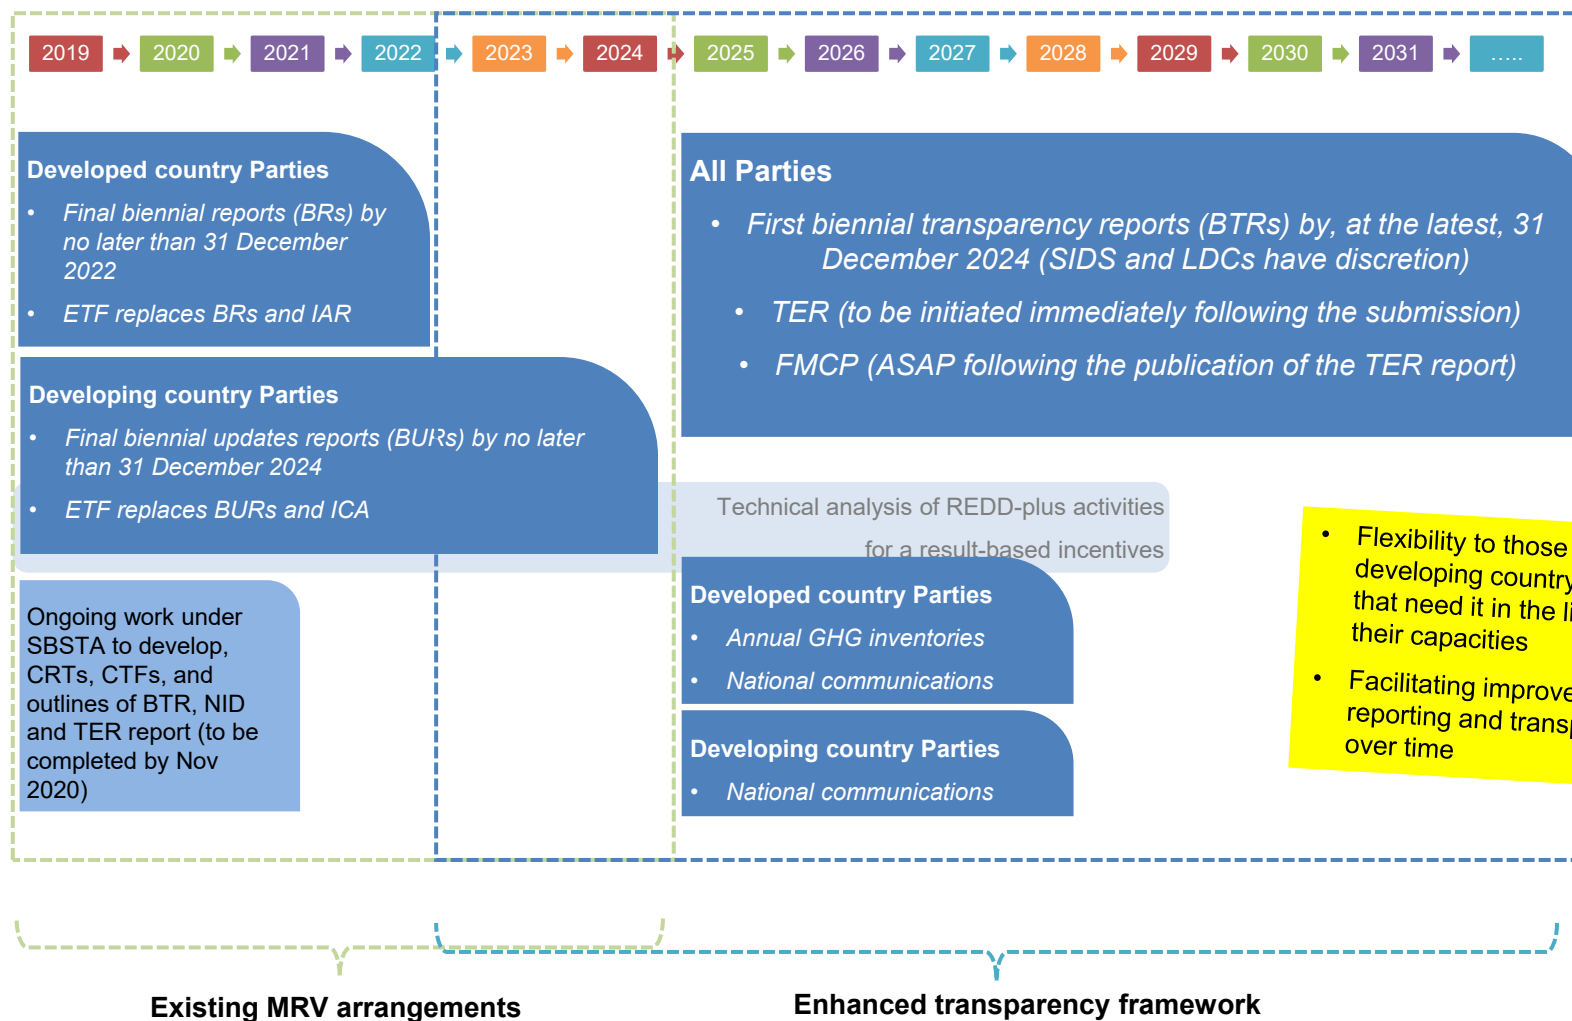 2019
2020
2021
2022
2023
2024
2025
2026
2027
2028
2029
2030
2031
.....
Developed country Parties
• Final biennial reports (BRs) by
no later than 31 December
2022
• ETF replaces BRs and IAR
Developing country Parties
• Final biennial updates reports (BURs) by no later
than 31 December 2024
• ETF replaces BURs and ICA
Ongoing work under
SBSTA to develop,
CRTs, CTFs, and
outlines of BTR, NID
and TER report (to be
completed by Nov
2020)
All Parties
• First biennial transparency reports (BTRs) by, at the latest, 31
December 2024 (SIDS and LDCs have discretion)
• TER (to be initiated immediately following the submission)
• FMCP (ASAP following the publication of the TER report)
Technical analysis of REDD-plus activities
for a result-based incentives
Developed country Parties
• Annual GHG inventories
• National communications
Developing country Parties
• National communications
• Flexibility to those
developing country
that need it in the
their capacities
• Facilitating
reporting and
over time
Existing MRV arrangements
Enhanced transparency framework